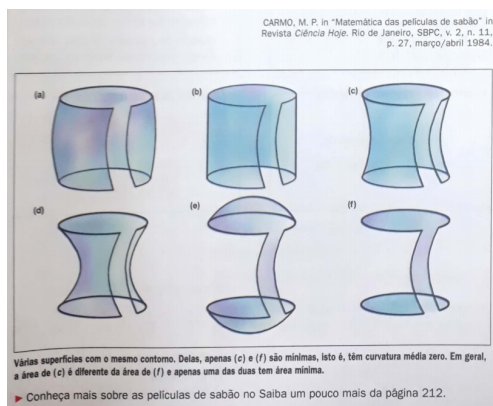 CARMO, M. P. in "Matemática das películas de sabão" in
Revista Ciência Hoje. Rio de Janeiro, SBPC, v. 2, n. 11,
p. 27, março/abril 1984.
(a)
(b)
(c)
(d)
(e)
(f)
Várias superfícies com o mesmo contorno. Delas, apenas (c) e (f) são mínimas, isto é, têm curvatura média zero. Em geral,
a área de (c) é diferente da área de (f) e apenas uma das duas tem área mínima.
Conheça mais sobre as películas de sabão no Saiba um pouco mais da página 212.